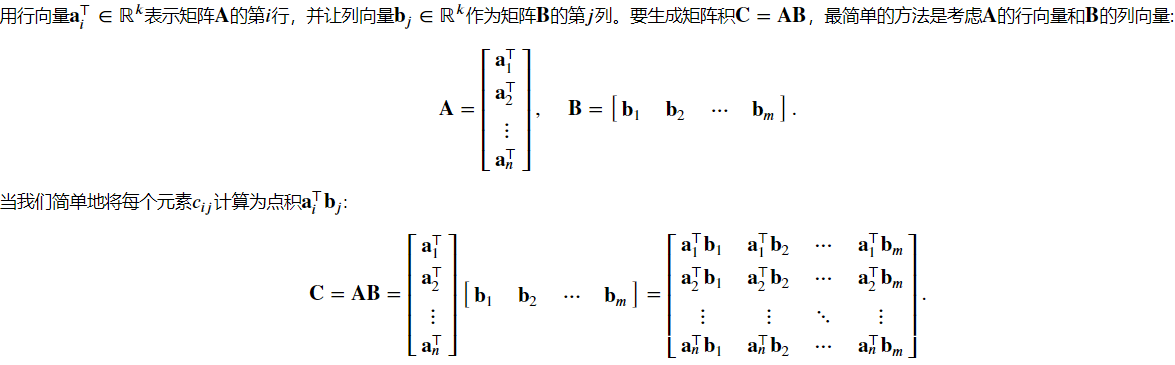 用行向量$\mathbf{a}_i^\top \in \mathbb{R}^k$表示矩阵$\mathbf{A}$的第$i$行，并让列向量$\mathbf{b}_j \in \mathbb{R}^k$作为矩阵$\mathbf{B}$的第$j$列。要生成矩阵积$\mathbf{C} = \mathbf{A}\mathbf{B}$，最简单的方法是考虑$\mathbf{A}$的行向量和$\mathbf{B}$的列向量:
$$\mathbf{A} = \begin{bmatrix} \mathbf{a}_1^\top \\ \mathbf{a}_2^\top \\ \vdots \\ \mathbf{a}_n^\top \end{bmatrix}, \quad \mathbf{B} = \begin{bmatrix} \mathbf{b}_1 & \mathbf{b}_2 & \cdots & \mathbf{b}_m \end{bmatrix}.$$
当我们简单地将每个元素$c_{ij}$计算为点积$\mathbf{a}_i^\top \mathbf{b}_j$:
$$\mathbf{C} = \mathbf{A}\mathbf{B} = \begin{bmatrix} \mathbf{a}_1^\top \\ \mathbf{a}_2^\top \\ \vdots \\ \mathbf{a}_n^\top \end{bmatrix} \begin{bmatrix} \mathbf{b}_1 & \mathbf{b}_2 & \cdots & \mathbf{b}_m \end{bmatrix} = \begin{bmatrix} \mathbf{a}_1^\top \mathbf{b}_1 & \mathbf{a}_1^\top \mathbf{b}_2 & \cdots & \mathbf{a}_1^\top \mathbf{b}_m \\ \mathbf{a}_2^\top \mathbf{b}_1 & \mathbf{a}_2^\top \mathbf{b}_2 & \cdots & \mathbf{a}_2^\top \mathbf{b}_m \\ \vdots & \vdots & \ddots & \vdots \\ \mathbf{a}_n^\top \mathbf{b}_1 & \mathbf{a}_n^\top \mathbf{b}_2 & \cdots & \mathbf{a}_n^\top \mathbf{b}_m \end{bmatrix}.$$